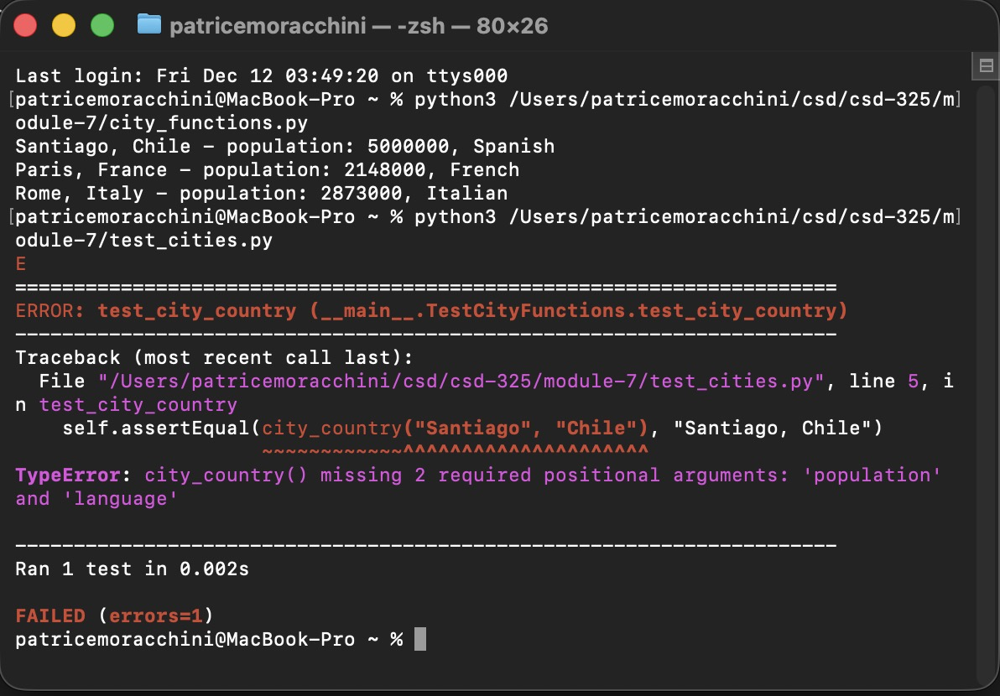 patricemoracchini — -zsh — 80×26
Last login: Fri Dec 12 03:49:20 on ttys000
[patricemoracchini@MacBook-Pro ~ % python3 /Users/patricemoracchini/csd/csd-325/m]
odule-7/city_functions.py
Santiago, Chile - population: 5000000, Spanish
Paris, France - population: 2148000, French
Rome, Italy - population: 2873000, Italian
[patricemoracchini@MacBook-Pro ~ % python3 /Users/patricemoracchini/csd/csd-325/m]
odule-7/test_cities.py
E
======================================================================
ERROR: test_city_country (__main__.TestCityFunctions.test_city_country)
----------------------------------------------------------------------
Traceback (most recent call last):
  File "/Users/patricemoracchini/csd/csd-325/module-7/test_cities.py", line 5, i
n test_city_country
    self.assertEqual(city_country("Santiago", "Chile"), "Santiago, Chile")
                     ~~~~~~~~~~~~^^^^^^^^^^^^^^^^^^^^^
TypeError: city_country() missing 2 required positional arguments: 'population'
and 'language'
----------------------------------------------------------------------
Ran 1 test in 0.002s
FAILED (errors=1)
patricemoracchini@MacBook-Pro ~ %